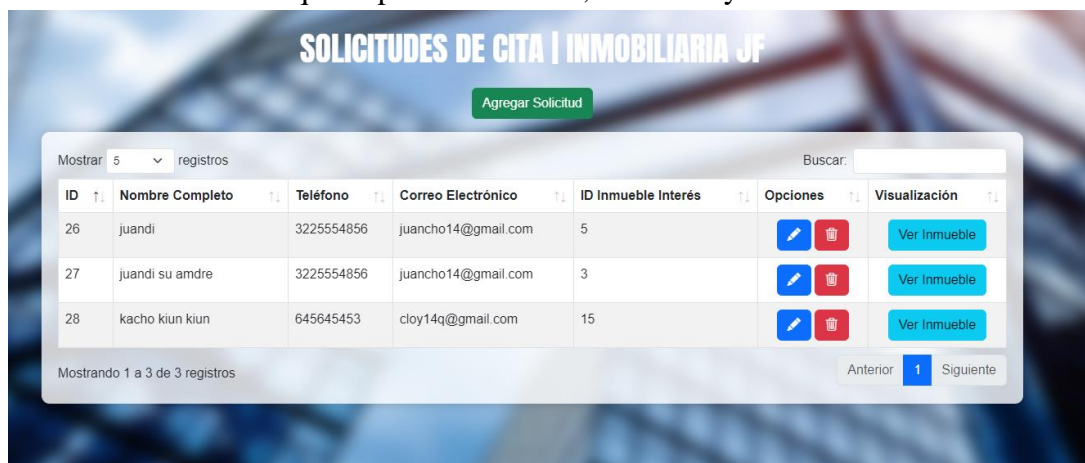 SOLICITUDES DE CITA | INMOBILIARIA JF
Agregar Solicitud
Mostrar 5 registros Buscar:
ID Nombre Completo Teléfono Correo Electrónico ID Inmueble Interés Opciones Visualización
26 juandi 3225554856 juancho14@gmail.com 5 Ver Inmueble
27 juandi su amdre 3225554856 juancho14@gmail.com 3 Ver Inmueble
28 kacho kiun kiun 645645453 cloy14q@gmail.com 15 Ver Inmueble
Mostrando 1 a 3 de 3 registros Anterior 1 Siguiente